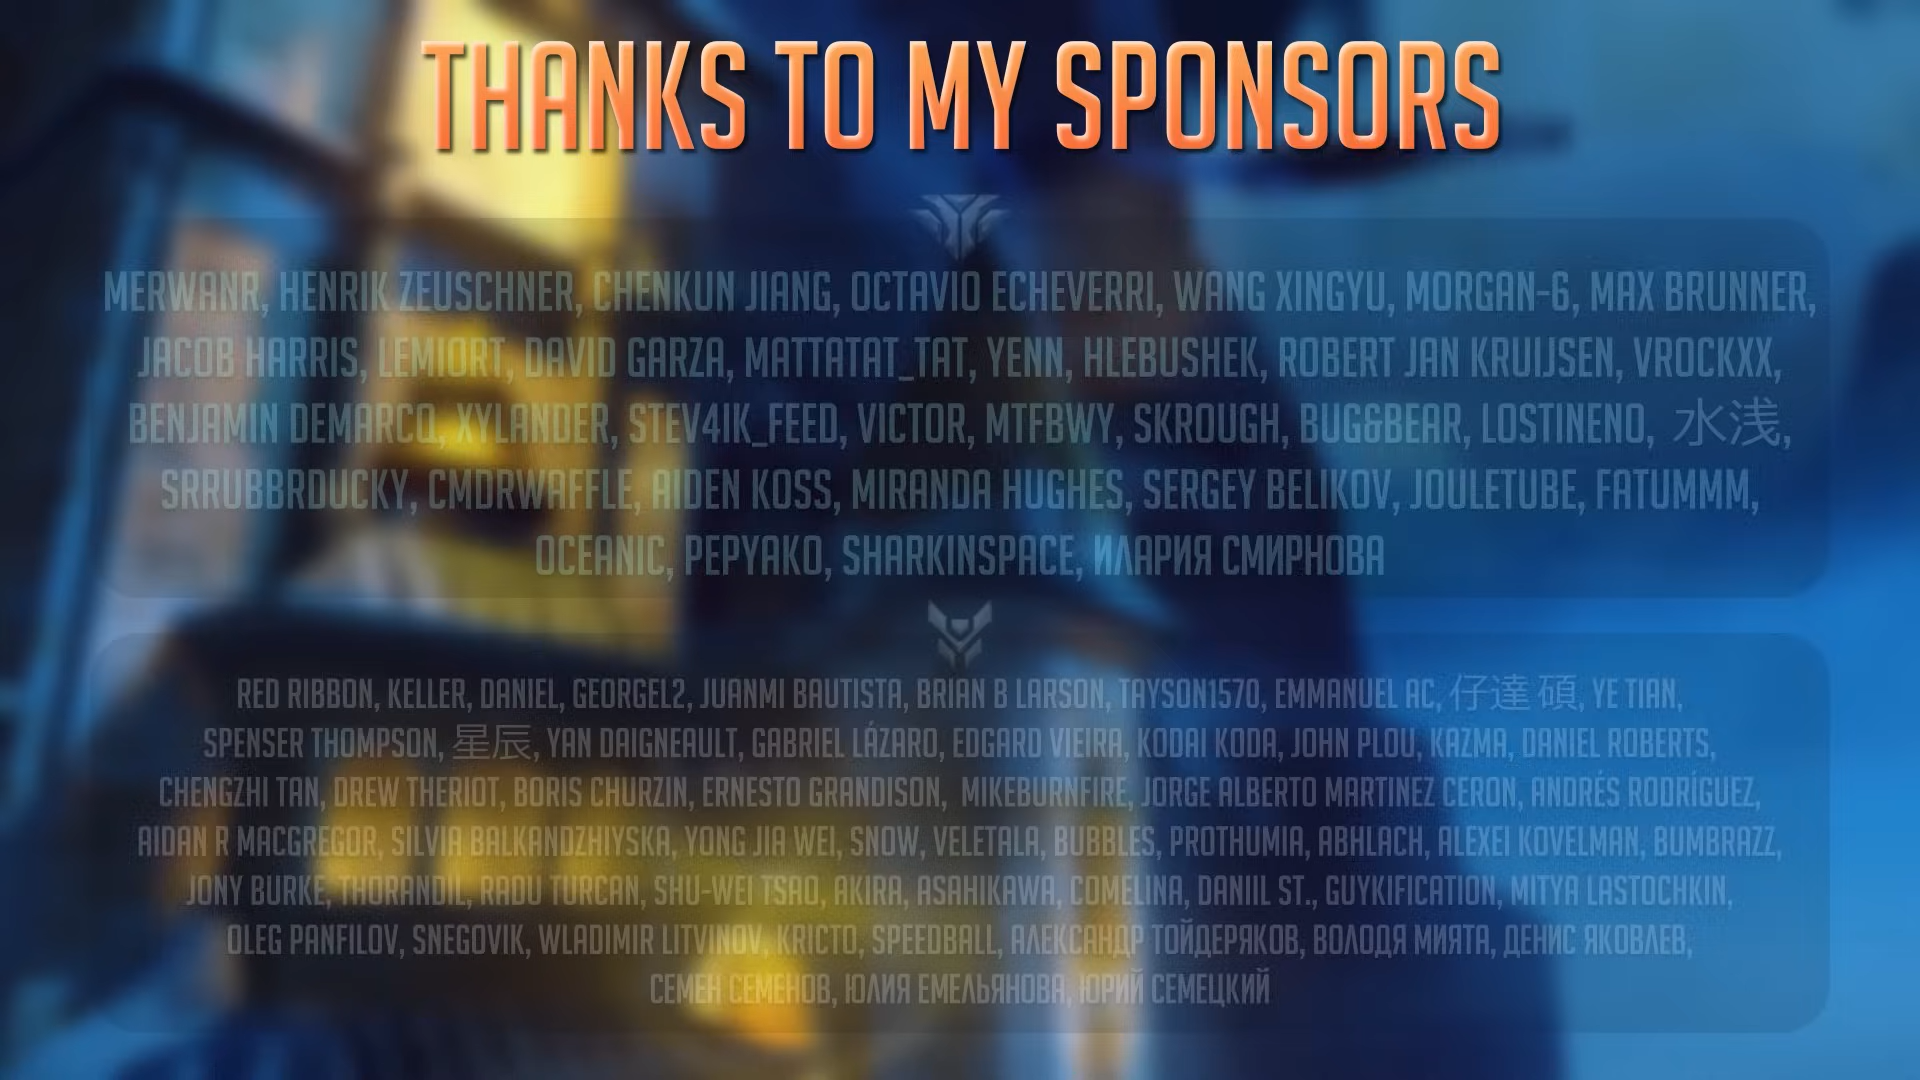 THANKS TO MY SPONSORS
MERWANR, HENRIK ZEUSCHNER, CHENKUN JIANG, OCTAVIO ECHEVERRI, WANG XINGYU, MORGAN-6, MAX BRUNNER,
JACOB HARRIS, LEMIORT, DAVID GARZA, MATTATAT_TAT, YENN, HLEBUSHEK, ROBERT JAN KRUIJSEN, VROCKXX,
BENJAMIN DEMARCQ, XYLANDER, STEV4IK_FEED, VICTOR, MTFBWY, SKROUGH, BUG&BEAR, LOSTINENO, 水浅,
SRRUBBRDUCKY, CMDRWAFFLE, AIDEN KOSS, MIRANDA HUGHES, SERGEY BELIKOV, JOULETUBE, FATUMMM,
OCEANIC, PEPYAKO, SHARKINSPACE, ИЛАРИЯ СМИРНОВА
RED RIBBON, KELLER, DANIEL, GEORGEL2, JUANMI BAUTISTA, BRIAN B LARSON, TAYSON1570, EMMANUEL AC, 仔達 碩, YE TIAN,
SPENSER THOMPSON, 星辰, YAN DAIGNEAULT, GABRIEL LÁZARO, EDGARD VIEIRA, KODAI KODA, JOHN PLOU, KAZMA, DANIEL ROBERTS,
CHENGZHI TAN, DREW THERIOT, BORIS CHURZIN, ERNESTO GRANDISON, MIKEBURNFIRE, JORGE ALBERTO MARTINEZ CERON, ANDRÉS RODRÍGUEZ,
AIDAN R MACGREGOR, SILVIA BALKANDZHIYSKA, YONG JIA WEI, SNOW, VELETALA, BUBBLES, PROTHUMIA, ABHLACH, ALEXEI KOVELMAN, BUMBRAZZ,
JONY BURKE, THORANDIL, RADU TURCAN, SHU-WEI TSAO, AKIRA, ASAHIKAWA, COMELINA, DANIIL ST., GUYKIFICATION, MITYA LASTOCHKIN,
OLEG PANFILOV, SNEGOVIK, WLADIMIR LITVINOV, KRICTO, SPEEDBALL, АЛЕКСАНДР ТОЙДЕРЯКОВ, ВОЛОДЯ МИЯТА, ДЕНИС ЯКОВЛЕВ,
СЕМЕН СЕМЕНОВ, ЮЛИЯ ЕМЕЛЬЯНОВА, ЮРИЙ СЕМЕЦКИЙ